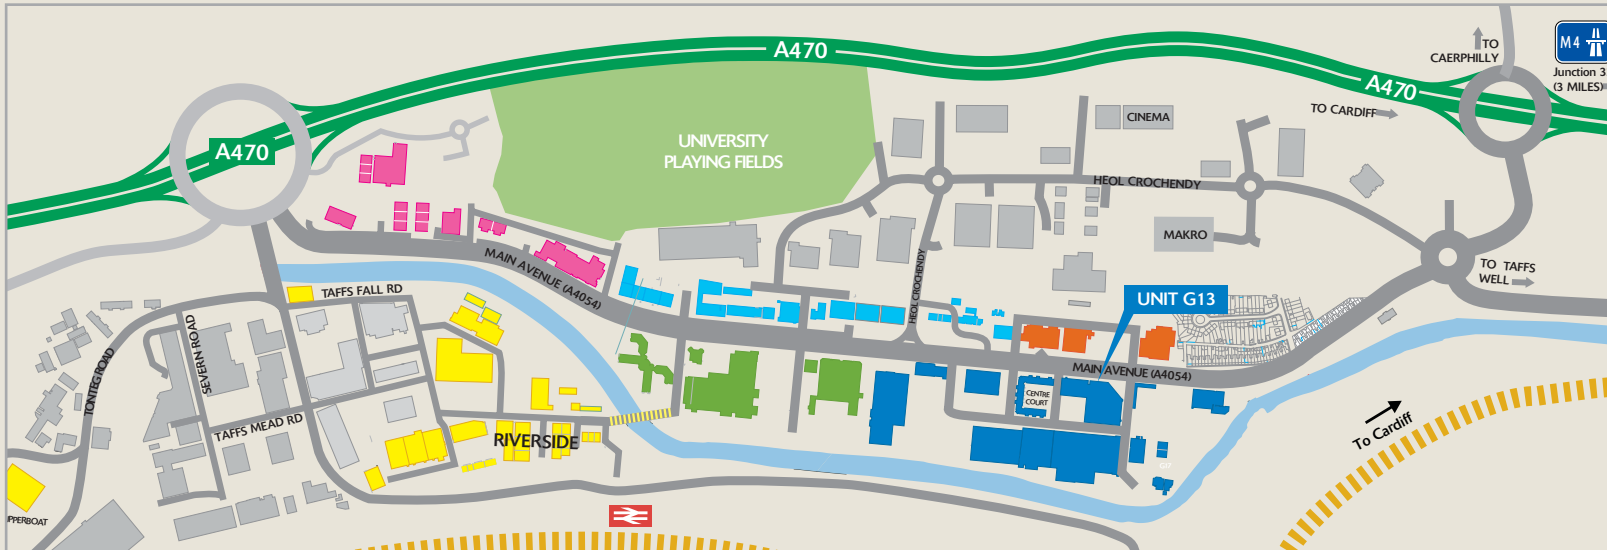 A470
A470
A470
TO
CAERPHILLY
M4
Junction 3
(3 MILES)
TO CARDIFF
CINEMA
UNIVERSITY
PLAYING FIELDS
HEOL CROCHENDY
MAKRO
MAIN AVENUE (A4054)
HEOL CROCHENDY
TO TAFFS
WELL
UNIT G13
TAFFS FALL RD
SEVERN ROAD
TONTEG ROAD
TAFFS MEAD RD
MAIN AVENUE (A4054)
CENTRE
COURT
RIVERSIDE
To Cardiff
G17
PPERBOAT